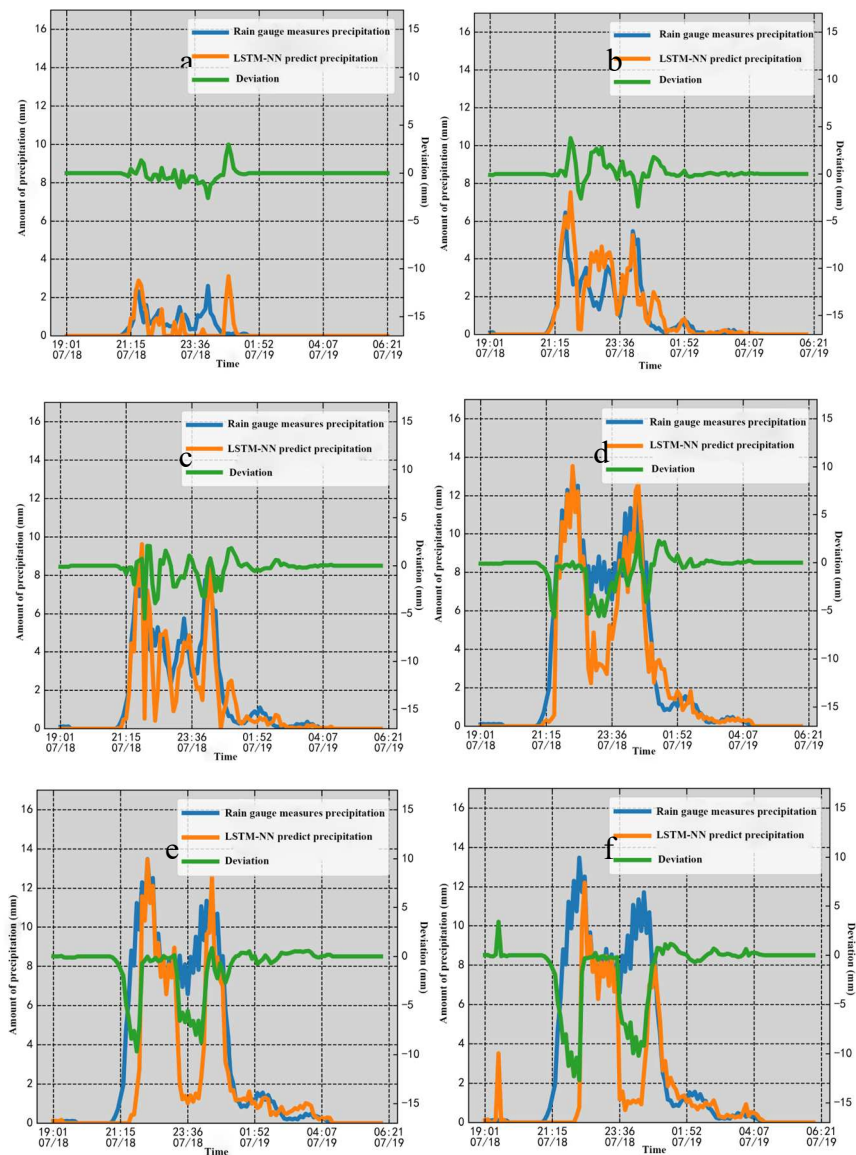 a
Rain gauge measures precipitation
LSTM-NN predict precipitation
Deviation
Amount of precipitation (mm)
16
14
12
10
8
6
4
2
0
Deviation (mm)
15
10
5
0
−5
−10
−15
19:01 21:15 23:36 01:52 04:07 06:21
07/18 07/18 07/18 07/19 07/19 07/19
Time
b
Rain gauge measures precipitation
LSTM-NN predict precipitation
Deviation
Amount of precipitation (mm)
16
14
12
10
8
6
4
2
0
Deviation (mm)
15
10
5
0
−5
−10
−15
19:01 21:15 23:36 01:52 04:07 06:21
07/18 07/18 07/18 07/19 07/19 07/19
Time
c
Rain gauge measures precipitation
LSTM-NN predict precipitation
Deviation
Amount of precipitation (mm)
16
14
12
10
8
6
4
2
0
Deviation (mm)
15
10
5
0
−5
−10
−15
19:01 21:15 23:36 01:52 04:07 06:21
07/18 07/18 07/18 07/19 07/19 07/19
Time
d
Rain gauge measures precipitation
LSTM-NN predict precipitation
Deviation
Amount of precipitation (mm)
16
14
12
10
8
6
4
2
0
Deviation (mm)
15
10
5
0
−5
−10
−15
19:01 21:15 23:36 01:52 04:07 06:21
07/18 07/18 07/18 07/19 07/19 07/19
Time
e
Rain gauge measures precipitation
LSTM-NN predict precipitation
Deviation
Amount of precipitation (mm)
16
14
12
10
8
6
4
2
0
Deviation (mm)
15
10
5
0
−5
−10
−15
19:01 21:15 23:36 01:52 04:07 06:21
07/18 07/18 07/18 07/19 07/19 07/19
Time
f
Rain gauge measures precipitation
LSTM-NN predict precipitation
Deviation
Amount of precipitation (mm)
16
14
12
10
8
6
4
2
0
Deviation (mm)
15
10
5
0
−5
−10
−15
19:01 21:15 23:36 01:52 04:07 06:21
07/18 07/18 07/18 07/19 07/19 07/19
Time